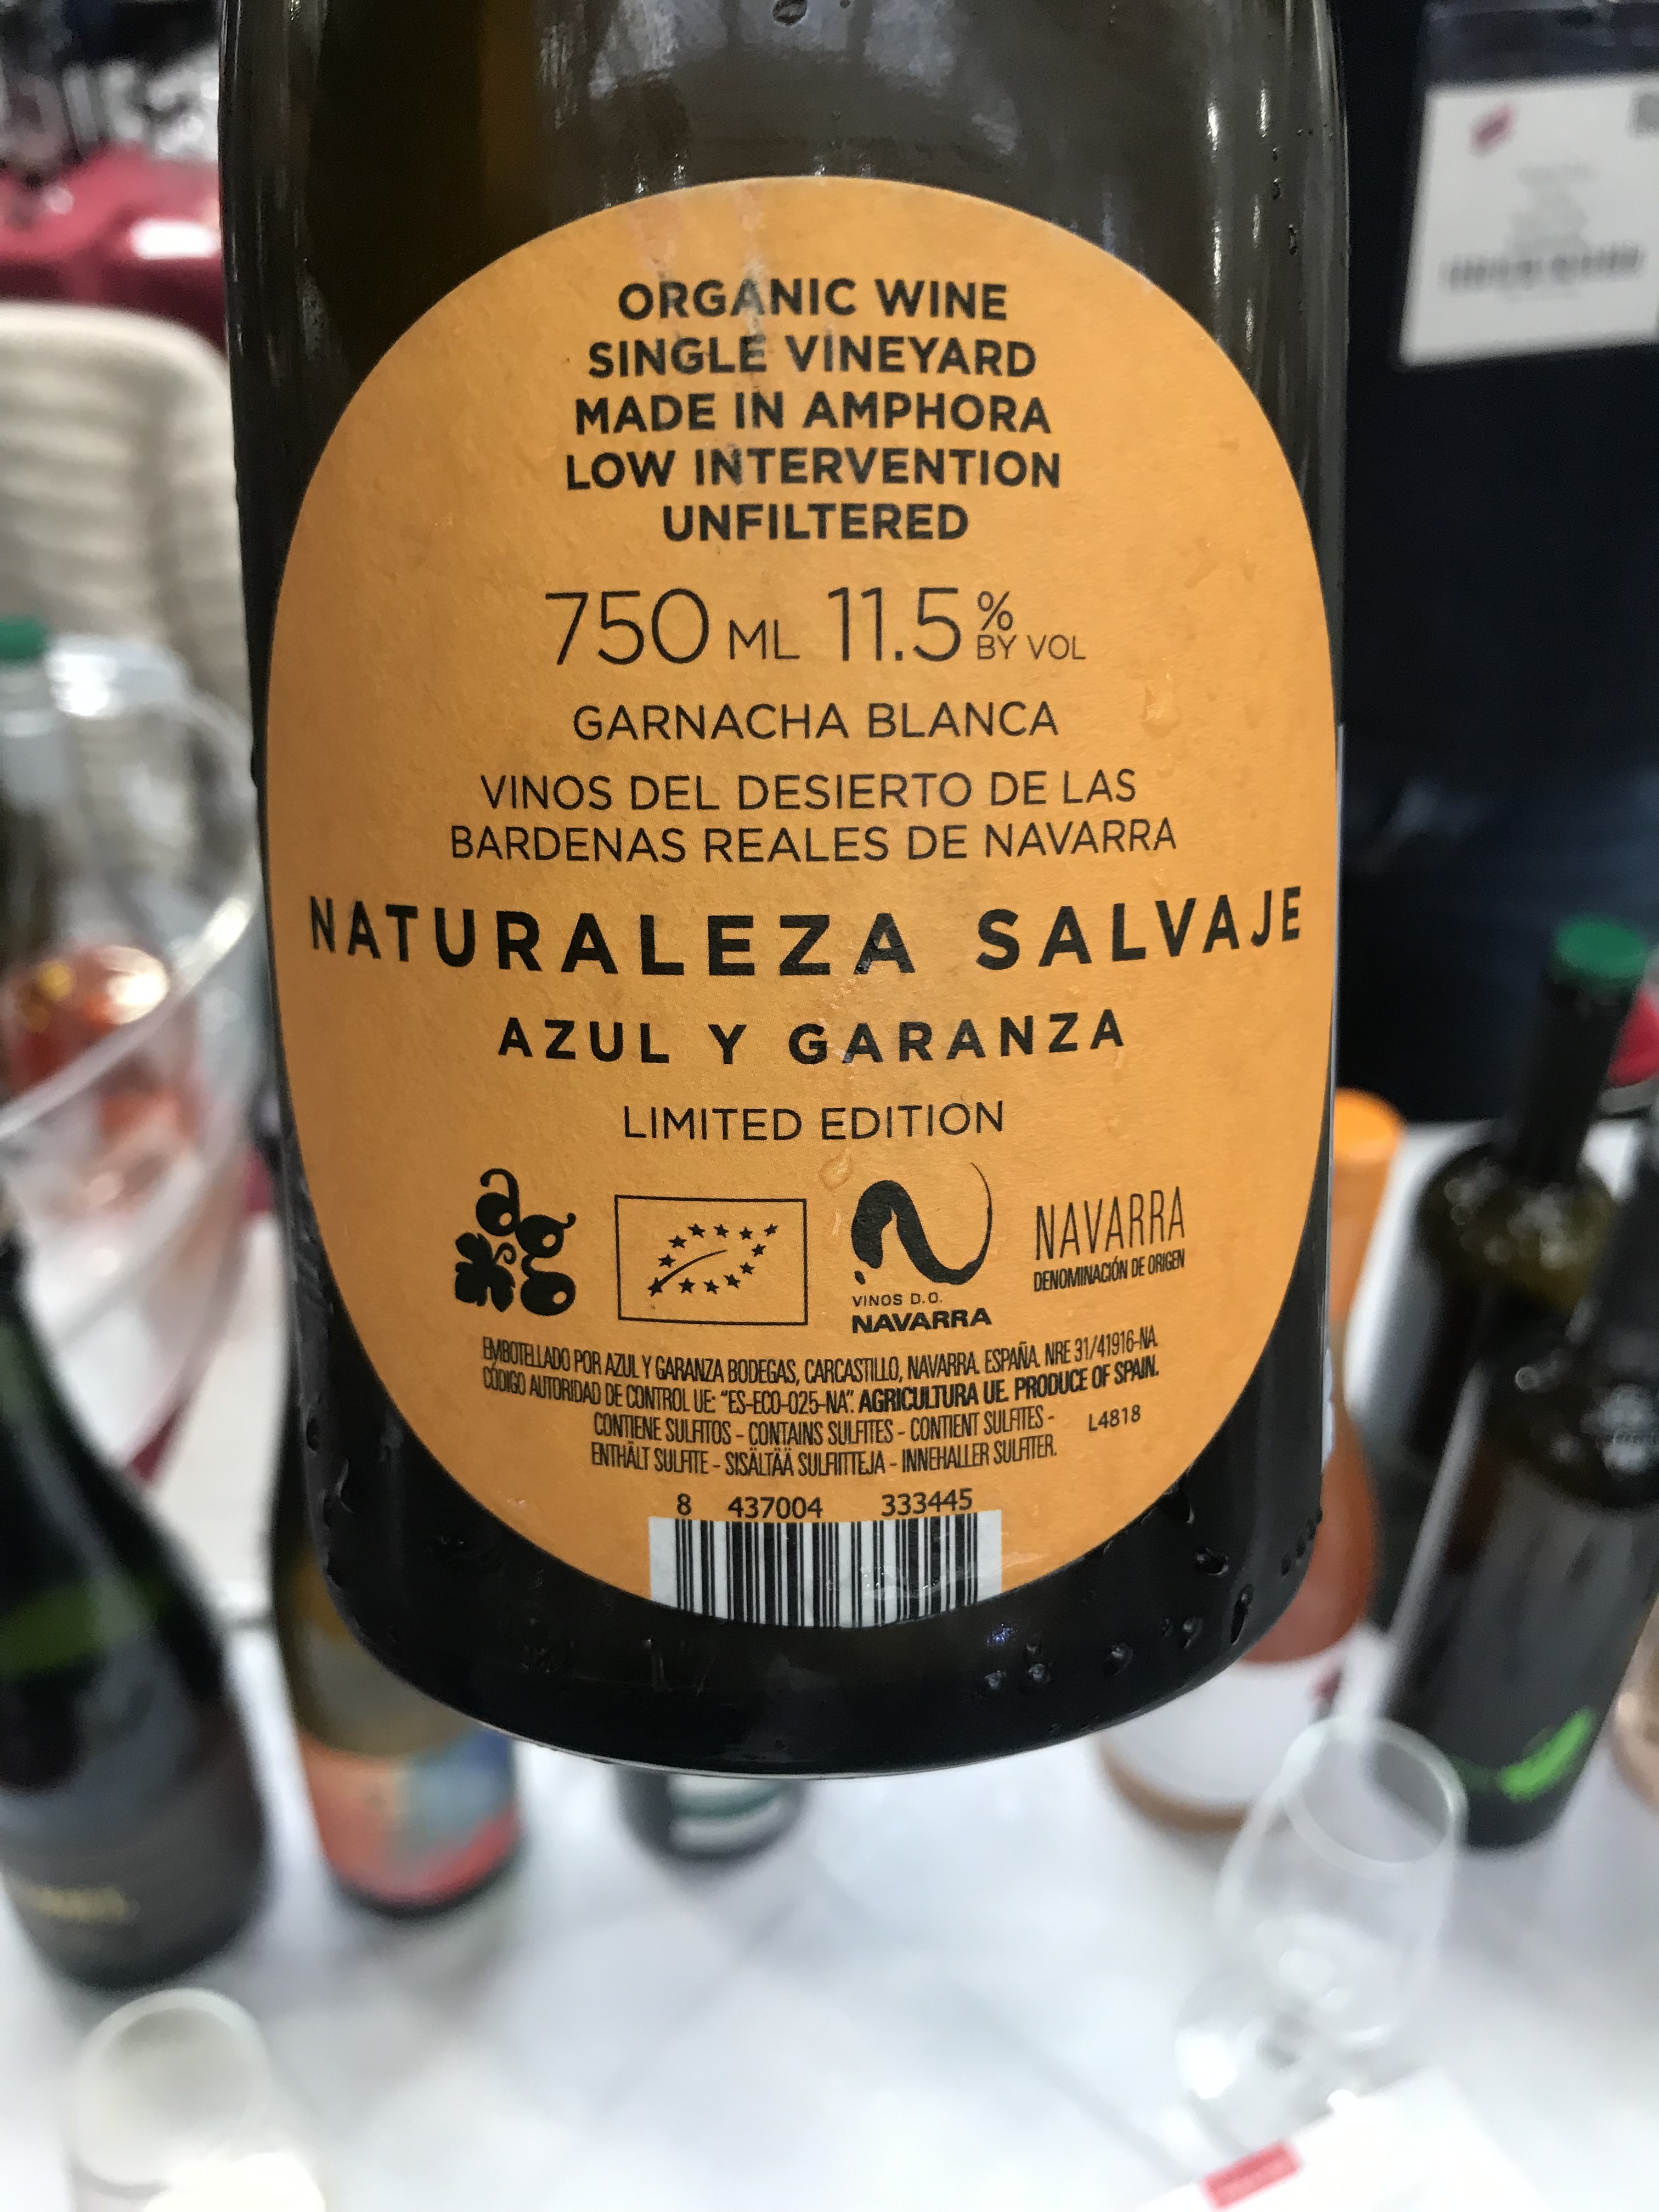 ORGANIC WINE
SINGLE VINEYARD
MADE IN AMPHORA
LOW INTERVENTION
UNFILTERED
750 ML 11.5 % BY VOL
GARNACHA BLANCA
VINOS DEL DESIERTO DE LAS
BARDENAS REALES DE NAVARRA
NATURALEZA SALVAJE
AZUL Y GARANZA
LIMITED EDITION
ag
VINOS D.O.
NAVARRA
NAVARRA
DENOMINACIÓN DE ORIGEN
EMBOTELLADO POR AZUL Y GARANZA BODEGAS, CARCASTILLO, NAVARRA. ESPAÑA. NRE 31/41916-NA.
CÓDIGO AUTORIDAD DE CONTROL UE: "ES-ECO-025-NA". AGRICULTURA UE. PRODUCE OF SPAIN.
CONTIENE SULFITOS - CONTAINS SULFITES - CONTIENT SULFITES - L4818
ENTHÄLT SULFITE - SISÄLTÄÄ SULFIITTEJA - INNEHALLER SULFITER.
8 437004 333445